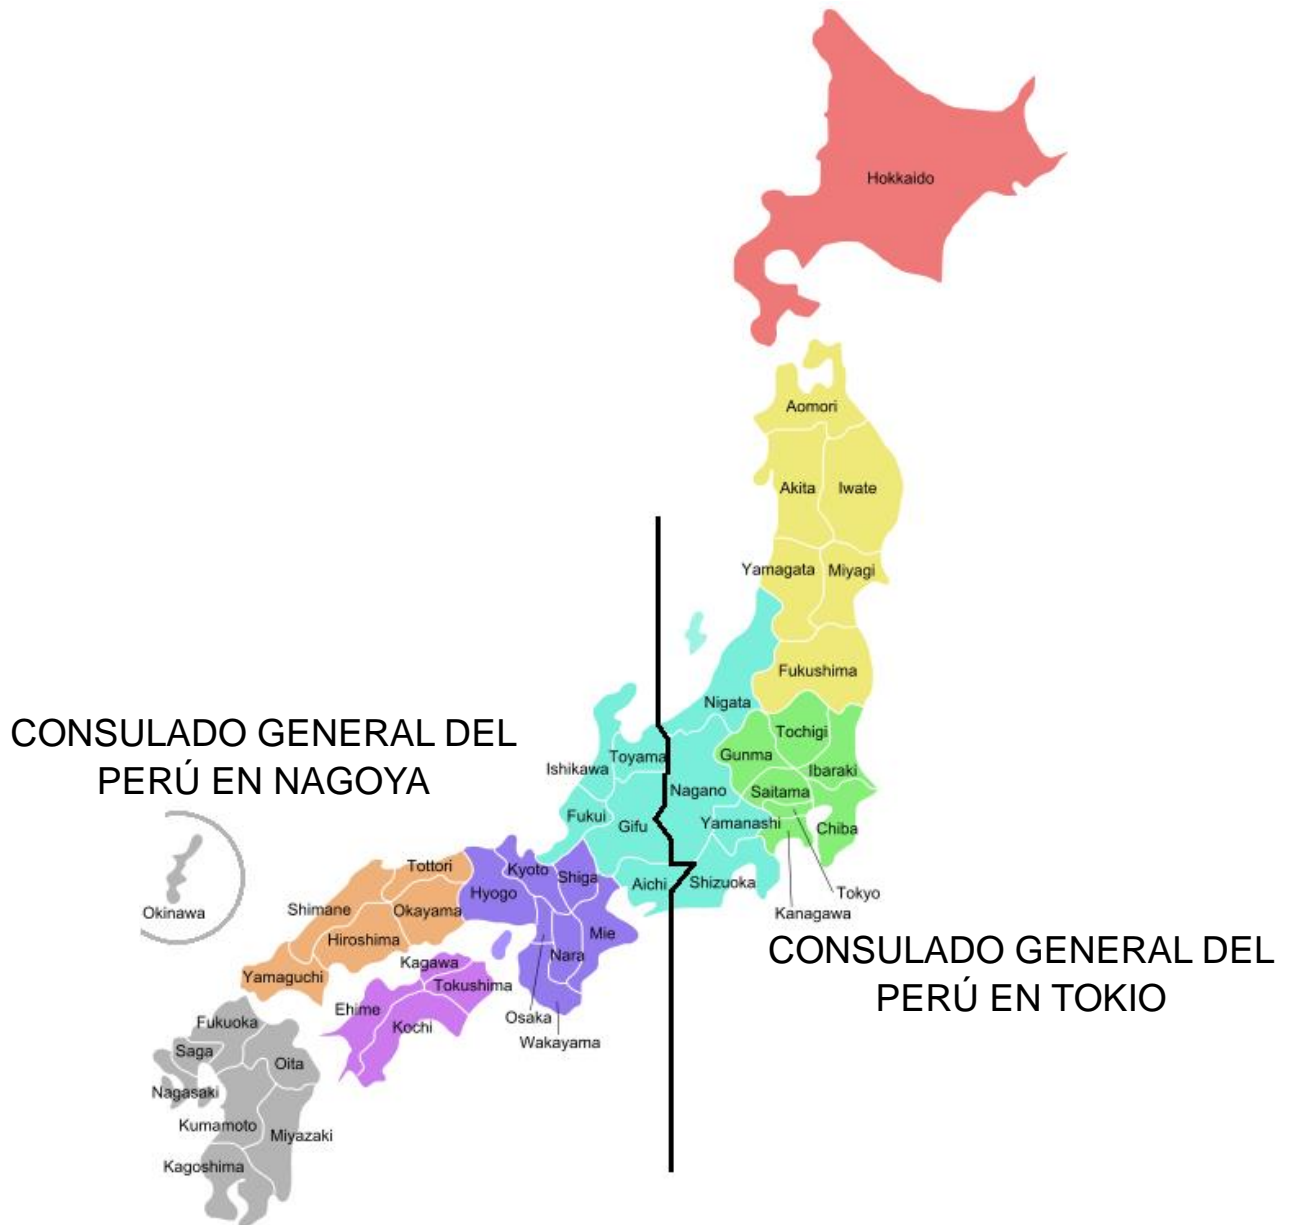 Hokkaido
Aomori
Akita
Iwate
Yamagata
Miyagi
Fukushima
Nigata
Tochigi
CONSULADO GENERAL DEL
PERÚ EN NAGOYA
Gunma
Toyama
Ishikawa
Ibaraki
Nagano
Saitama
Fukui
Gifu
Yamanashi
Chiba
Tottori
Kyoto
Shiga
Aichi
Shizuoka
Hyogo
Tokyo
Okinawa
Shimane
Okayama
Kanagawa
Hiroshima
Mie
CONSULADO GENERAL DEL
PERÚ EN TOKIO
Nara
Kagawa
Yamaguchi
Tokushima
Ehime
Osaka
Fukuoka
Kochi
Wakayama
Saga
Oita
Nagasaki
Kumamoto
Miyazaki
Kagoshima